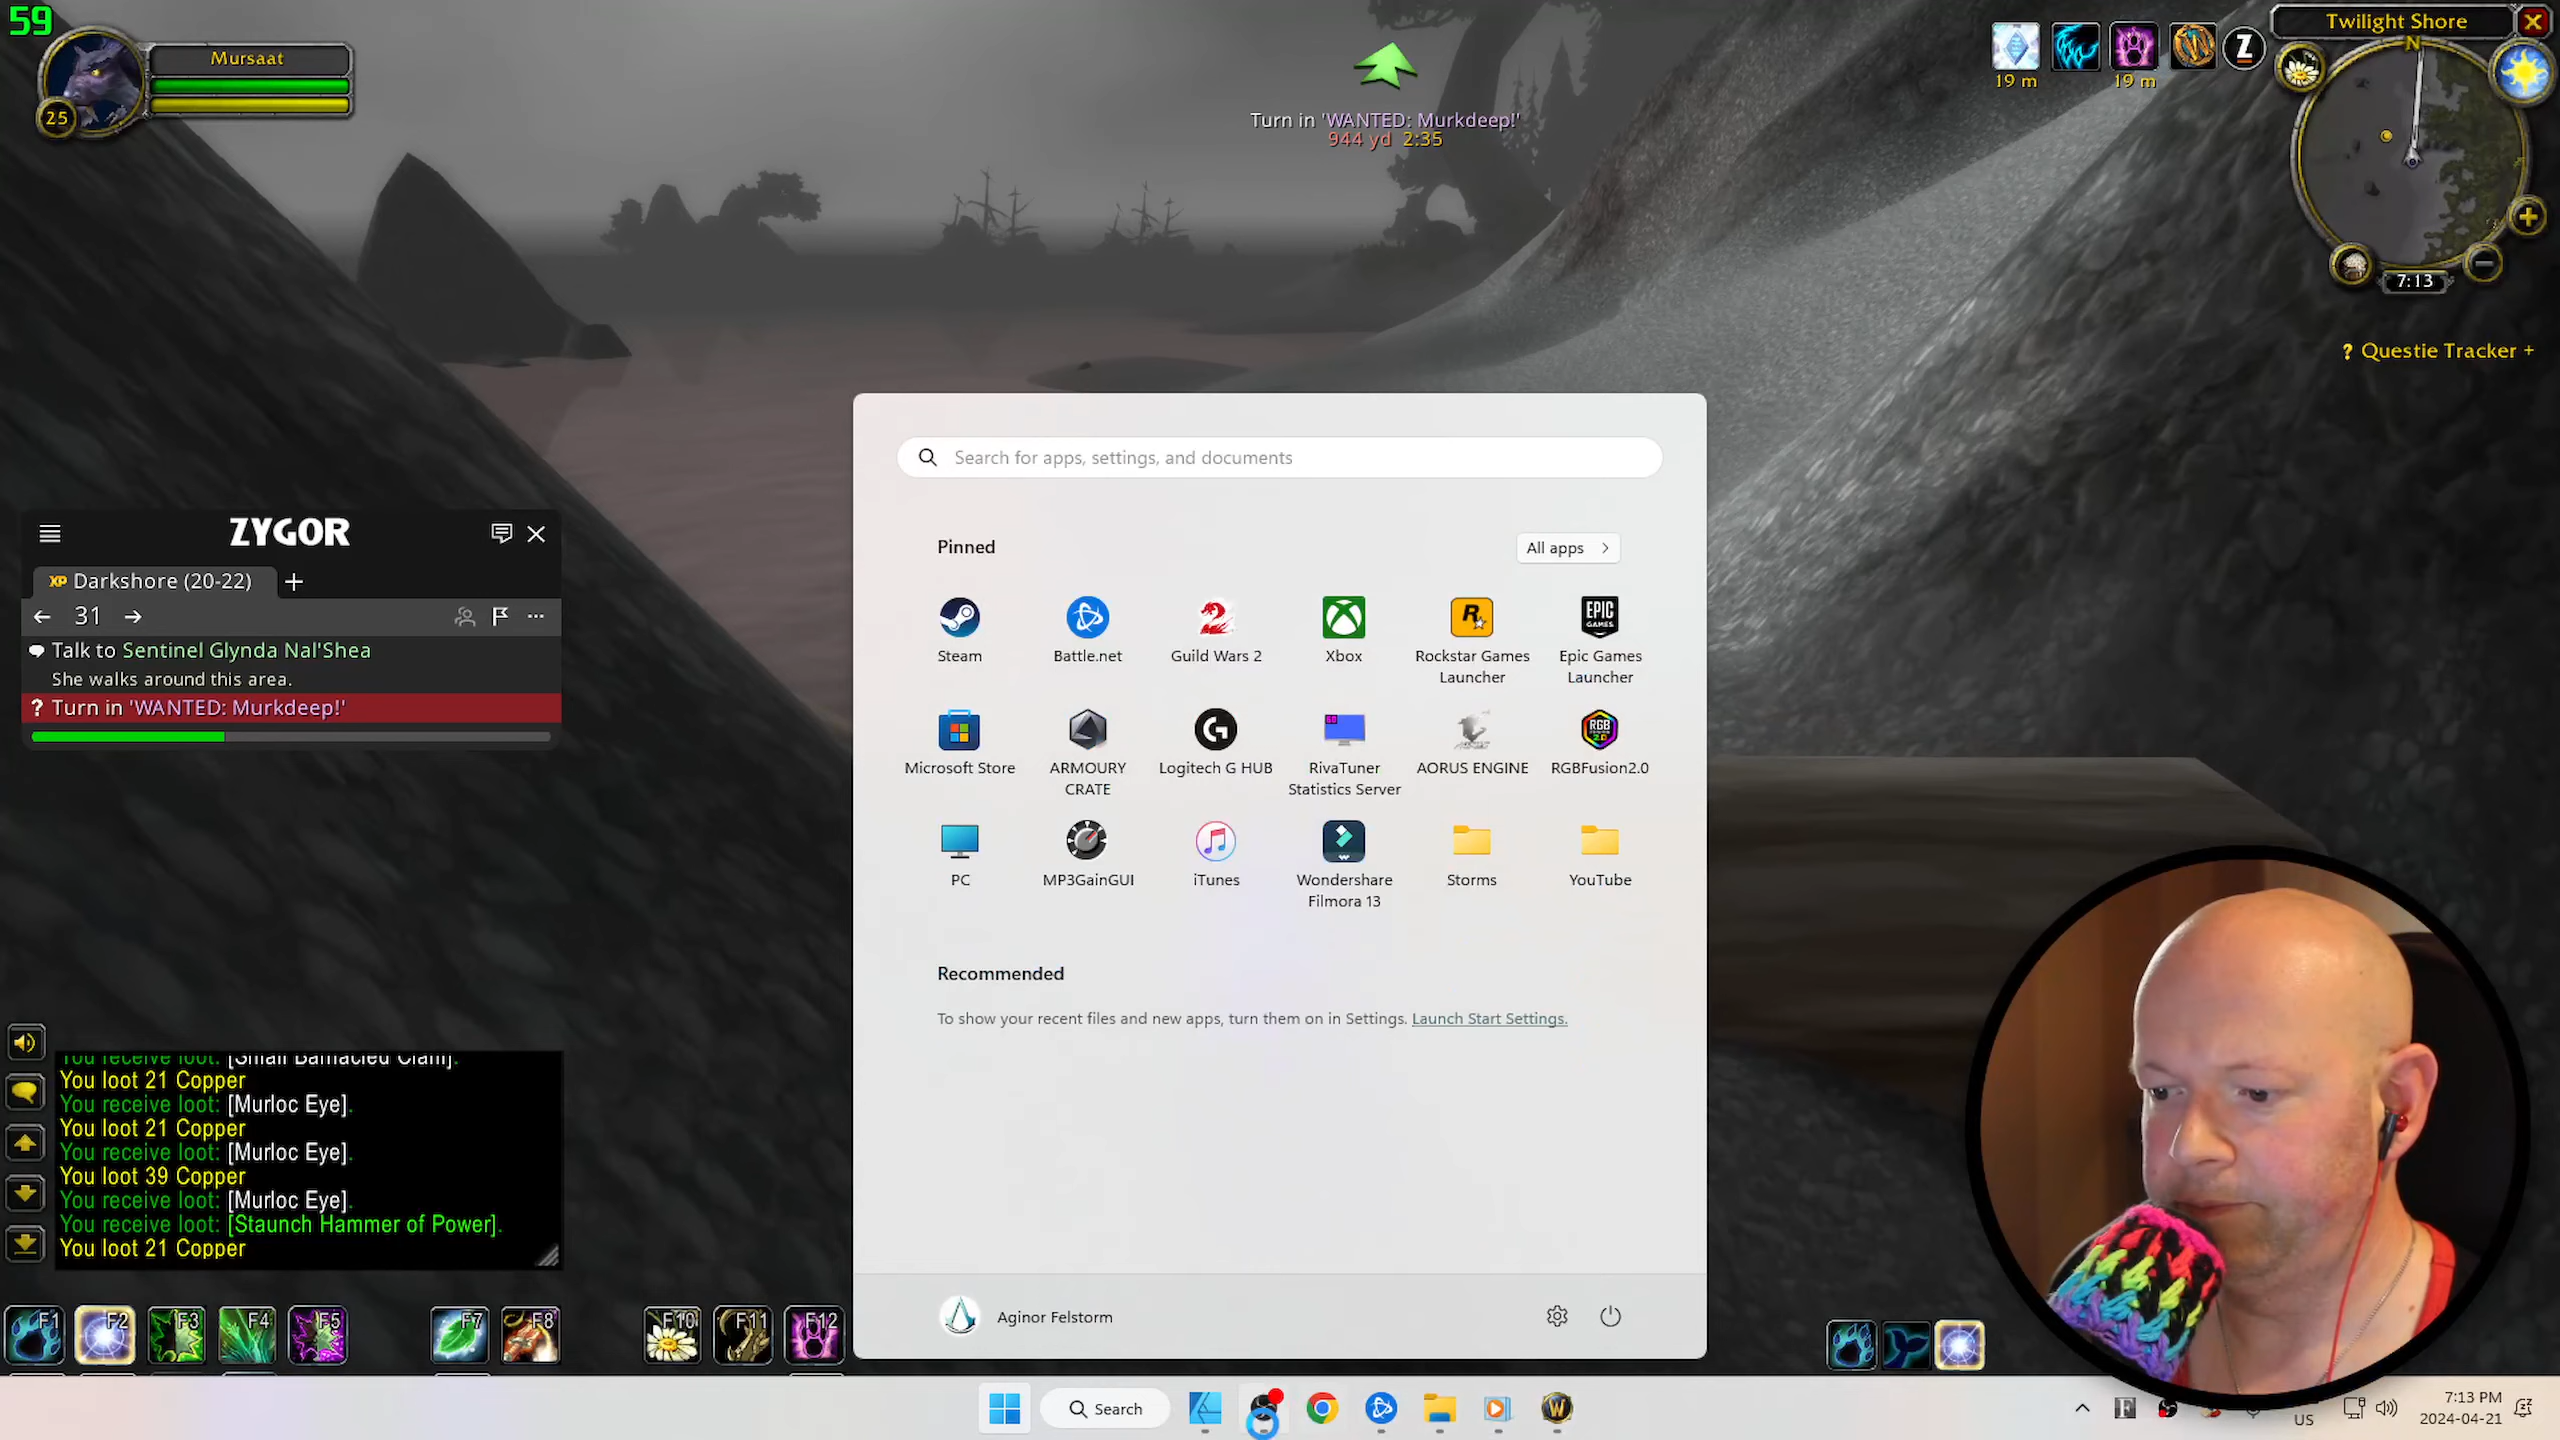 59
Mursaat
25
Turn in 'WANTED: Murkdeep!'
944 yd 2:35
19 m
19 m
Z
Twilight Shore
N
7:13
? Questie Tracker +
ZYGOR
XP Darkshore (20-22) +
31
Talk to Sentinel Glynda Nal'Shea
She walks around this area.
? Turn in 'WANTED: Murkdeep!'
Search for apps, settings, and documents
Pinned
All apps
Steam
Battle.net
Guild Wars 2
Xbox
Rockstar Games Launcher
Epic Games Launcher
Microsoft Store
ARMOURY CRATE
Logitech G HUB
RivaTuner Statistics Server
AORUS ENGINE
RGBFusion2.0
PC
MP3GainGUI
iTunes
Wondershare Filmora 13
Storms
YouTube
Recommended
To show your recent files and new apps, turn them on in Settings. Launch Start Settings.
Aginor Felstorm
You receive loot: [Small Barnacled Clam].
You loot 21 Copper
You receive loot: [Murloc Eye].
You loot 21 Copper
You receive loot: [Murloc Eye].
You loot 39 Copper
You receive loot: [Murloc Eye].
You receive loot: [Staunch Hammer of Power].
You loot 21 Copper
F1
F2
F3
F4
F5
F7
F8
F10
F11
F12
Search
US
7:13 PM
2024-04-21